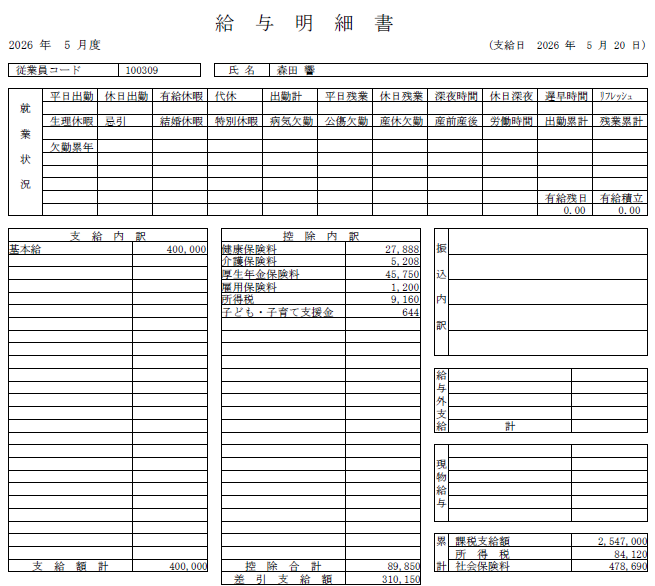 給与明細書
2026 年 5 月度 (支給日 2026 年 5 月 20 日)
従業員コード 100309 氏 名 森田 響
就業状況
平日出勤 休日出勤 有給休暇 代休 出勤計 平日残業 休日残業 深夜時間 休日深夜 遅早時間 ﾘﾌﾚｯｼｭ
生理休暇 忌引 結婚休暇 特別休暇 病気欠勤 公傷欠勤 産休欠勤 産前産後 労働時間 出勤累計 残業累計
欠勤累年
有給残日 有給積立
0.00 0.00
支 給 内 訳
基本給 400,000
支 給 額 計 400,000
控 除 内 訳
健康保険料 27,888
介護保険料 5,208
厚生年金保険料 45,750
雇用保険料 1,200
所得税 9,160
子ども・子育て支援金 644
控 除 合 計 89,850
差 引 支 給 額 310,150
振込内訳
給与外支給
計
現物給与
累計
課税支給額 2,547,000
所 得 税 84,120
社会保険料 478,690